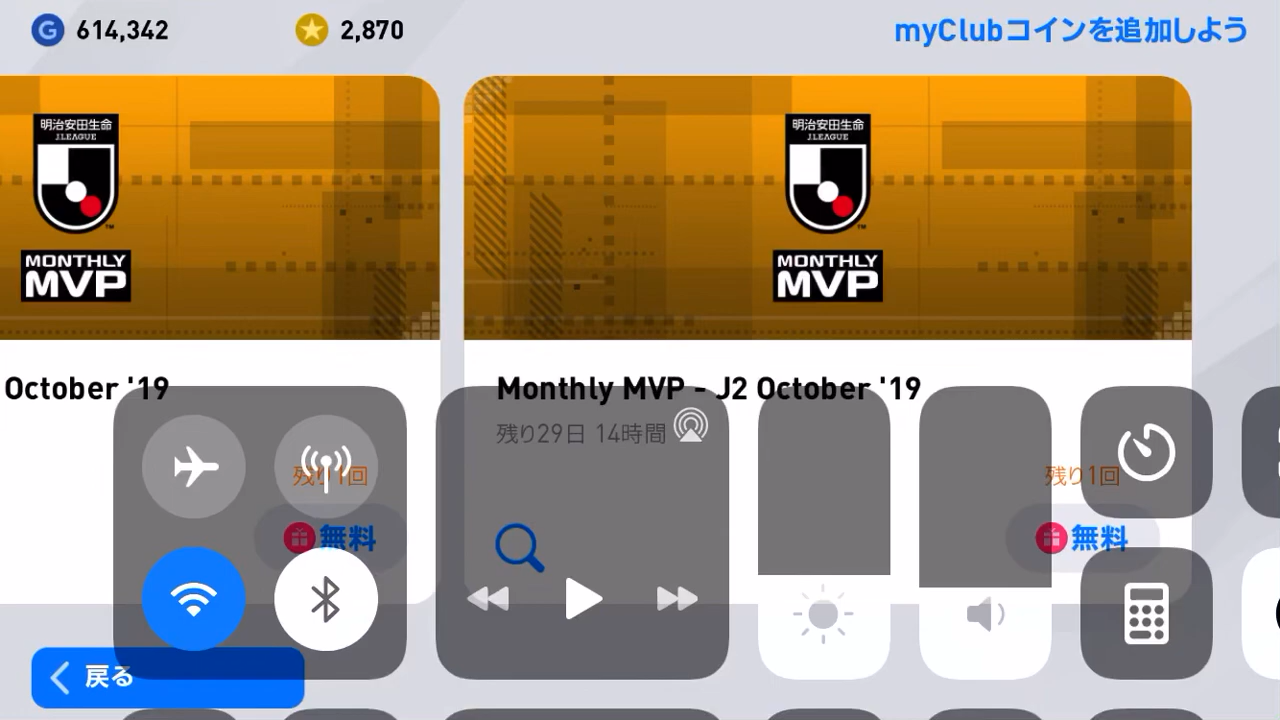 614,342
2,870
myClubコインを追加しよう
明治安田生命
J.LEAGUE
MONTHLY
MVP
明治安田生命
J.LEAGUE
MONTHLY
MVP
October '19
Monthly MVP - J2 October '19
残り29日 14時間
残り1回
残り1回
無料
無料
戻る